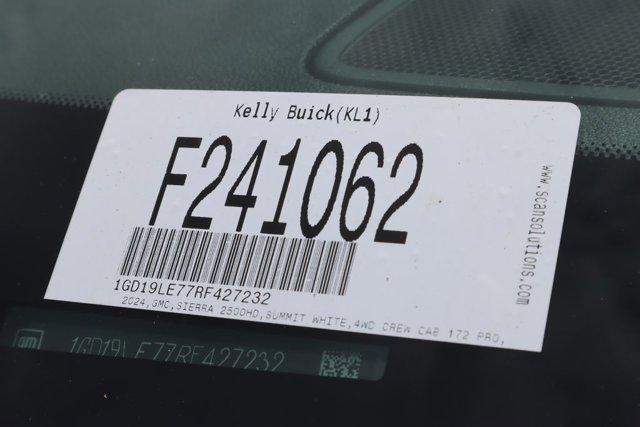 Kelly Buick(KL1)
F241062
1GD19LE77RF427232
2024,GMC,SIERRA 2500HD,SUMMIT WHITE,4WD CREW CAB 172 PRO,
www.scansolutions.com
gm 1GD19LE77RF427232